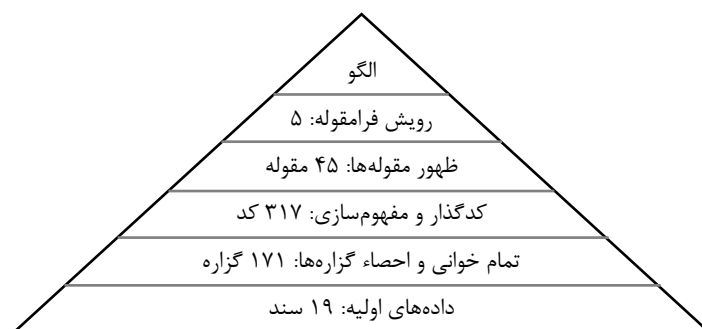 الگو
رویش فرامقوله: ۵
ظهور مقوله‌ها: ۴۵ مقوله
کدگذار و مفهوم‌سازی: ۳۱۷ کد
تمام خوانی و احصاء گزاره‌ها: ۱۷۱ گزاره
داده‌های اولیه: ۱۹ سند